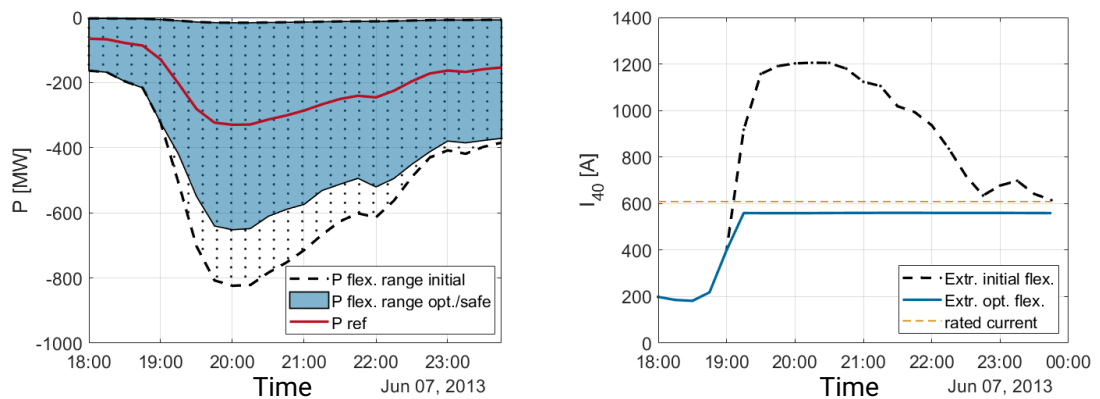 0
-200
-400
-600
-800
-1000
P [MW]
18:00
19:00
20:00
21:00
22:00
23:00
Time
Jun 07, 2013
P flex. range initial
P flex. range opt./safe
P ref
1400
1200
1000
800
600
400
200
0
I40 [A]
18:00
19:00
20:00
21:00
22:00
23:00
00:00
Time
Jun 07, 2013
Extr. initial flex.
Extr. opt. flex.
rated current